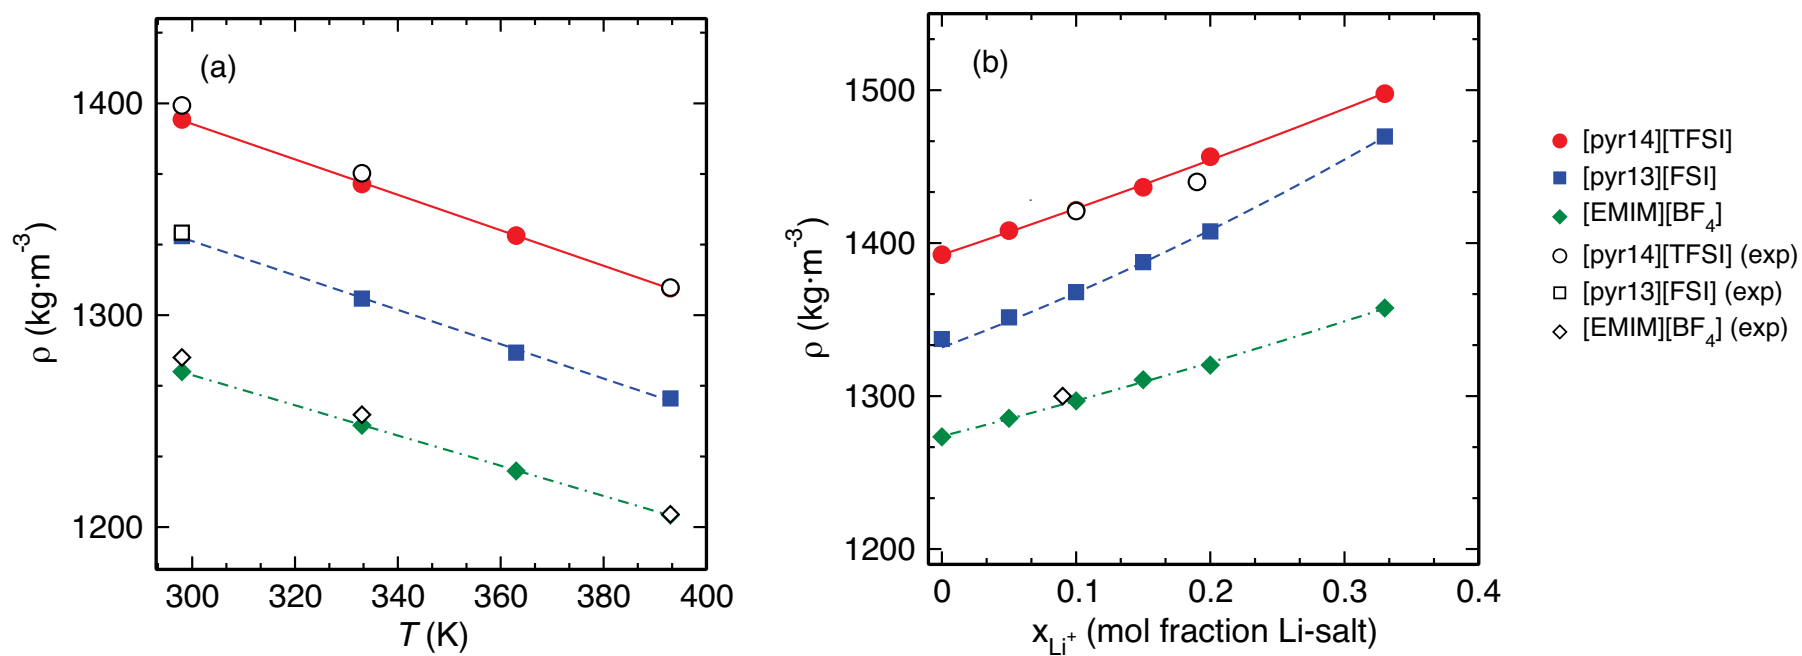 (a)
1400
1300
1200
ρ (kg·m⁻³)
300 320 340 360 380 400
T (K)
(b)
1500
1400
1300
1200
ρ (kg·m⁻³)
0 0.1 0.2 0.3 0.4
x_Li⁺ (mol fraction Li-salt)
[pyr14][TFSI]
[pyr13][FSI]
[EMIM][BF₄]
[pyr14][TFSI] (exp)
[pyr13][FSI] (exp)
[EMIM][BF₄] (exp)